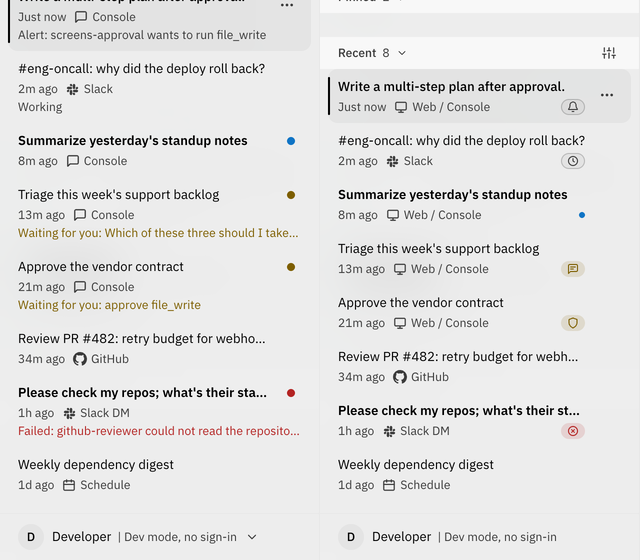 Just now Console
Alert: screens-approval wants to run file_write
#eng-oncall: why did the deploy roll back?
2m ago Slack
Working
Summarize yesterday's standup notes
8m ago Console
Triage this week's support backlog
13m ago Console
Waiting for you: Which of these three should I take...
Approve the vendor contract
21m ago Console
Waiting for you: approve file_write
Review PR #482: retry budget for webho...
34m ago GitHub
Please check my repos; what's their sta...
1h ago Slack DM
Failed: github-reviewer could not read the reposito...
Weekly dependency digest
1d ago Schedule
D Developer | Dev mode, no sign-in
Recent 8
Write a multi-step plan after approval.
Just now Web / Console
#eng-oncall: why did the deploy roll back?
2m ago Slack
Summarize yesterday's standup notes
8m ago Web / Console
Triage this week's support backlog
13m ago Web / Console
Approve the vendor contract
21m ago Web / Console
Review PR #482: retry budget for webh...
34m ago GitHub
Please check my repos; what's their st...
1h ago Slack DM
Weekly dependency digest
1d ago Schedule
D Developer | Dev mode, no sign-in